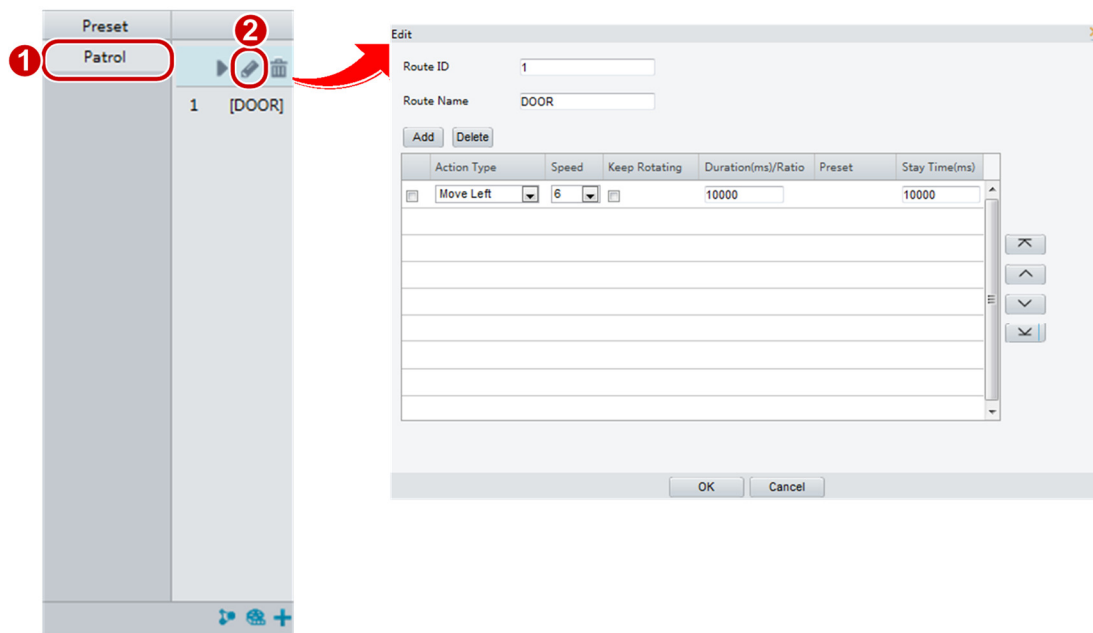 Preset
1
Patrol
2
1 [DOOR]
Edit
Route ID 1
Route Name DOOR
Add Delete
Action Type Speed Keep Rotating Duration(ms)/Ratio Preset Stay Time(ms)
Move Left 6 10000 10000
OK Cancel